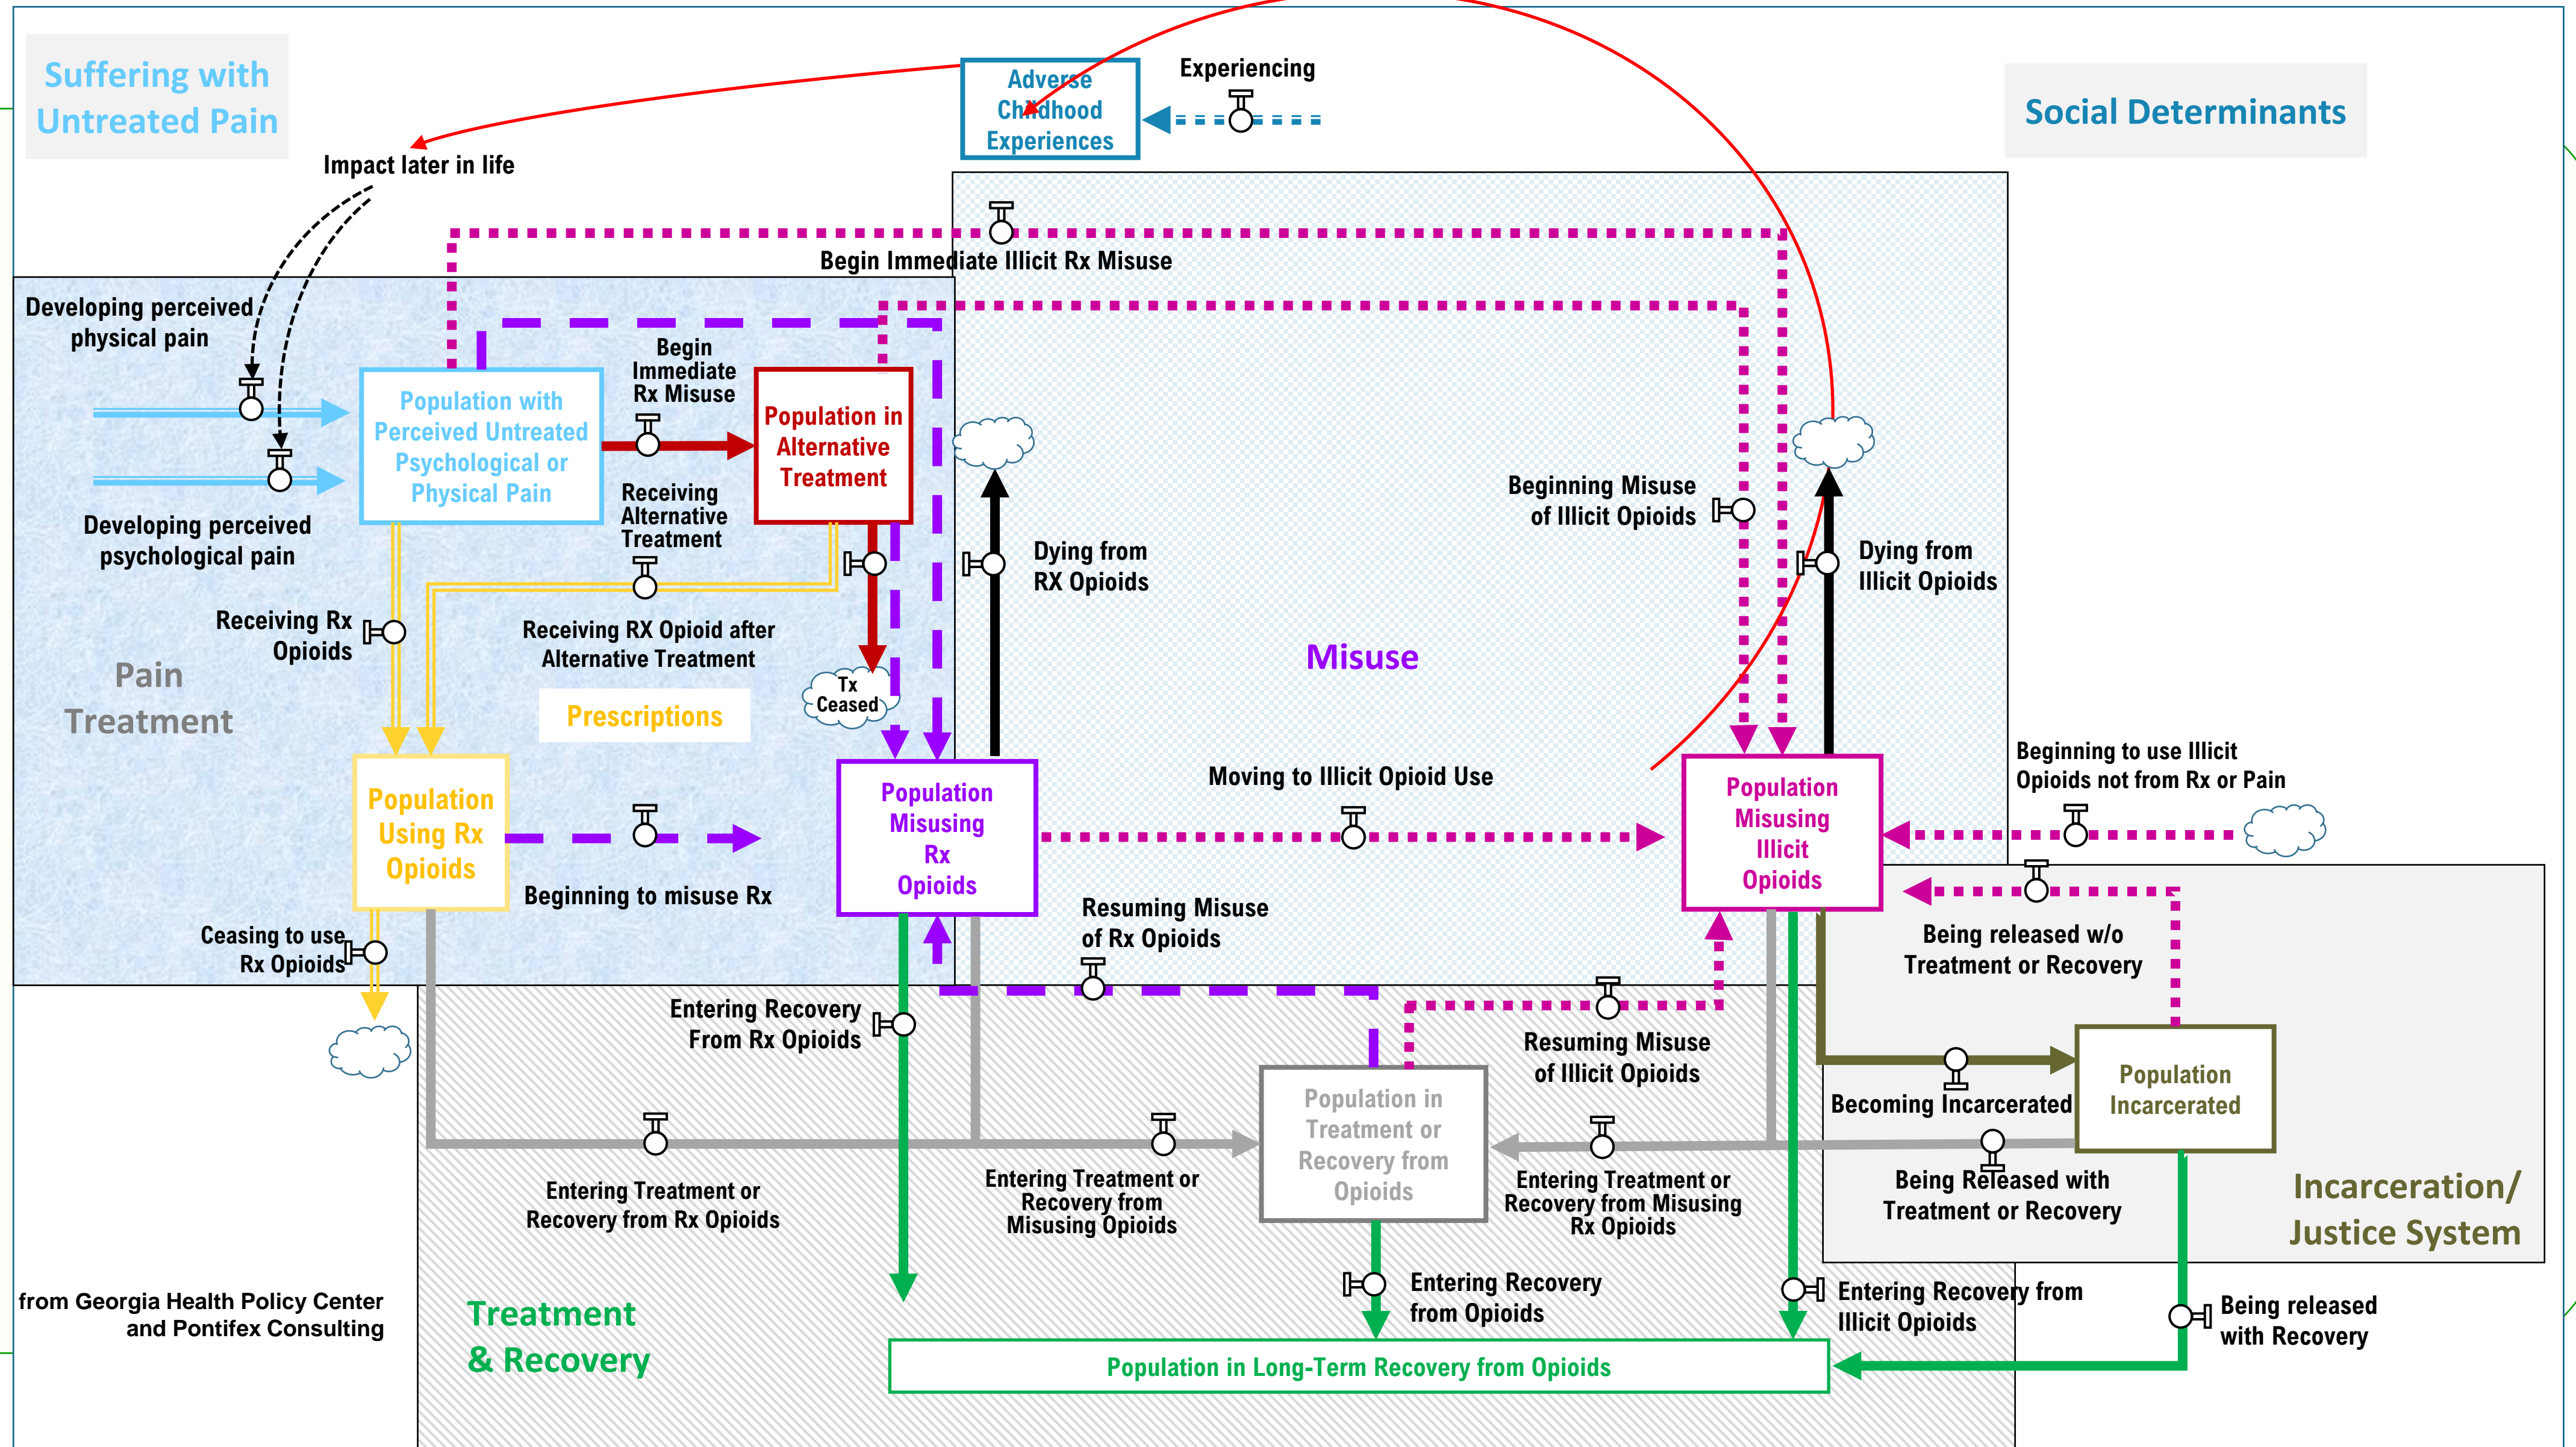 Suffering with
Untreated Pain
Adverse
Childhood
Experiences
Experiencing
Social Determinants
Impact later in life
Begin Immediate Illicit Rx Misuse
Developing perceived
physical pain
Begin
Immediate
Rx Misuse
Population with
Perceived Untreated
Psychological or
Physical Pain
Population in
Alternative
Treatment
Developing perceived
psychological pain
Receiving
Alternative
Treatment
Beginning Misuse
of Illicit Opioids
Dying from
RX Opioids
Dying from
Illicit Opioids
Receiving Rx
Opioids
Receiving RX Opioid after
Alternative Treatment
Pain
Treatment
Prescriptions
Tx
Ceased
Misuse
Population
Using Rx
Opioids
Beginning to misuse Rx
Population
Misusing
Rx
Opioids
Moving to Illicit Opioid Use
Population
Misusing
Illicit
Opioids
Beginning to use Illicit
Opioids not from Rx or Pain
Ceasing to use
Rx Opioids
Resuming Misuse
of Rx Opioids
Being released w/o
Treatment or Recovery
Entering Recovery
From Rx Opioids
Resuming Misuse
of Illicit Opioids
Population
Incarcerated
Becoming Incarcerated
Population in
Treatment or
Recovery from
Opioids
Entering Treatment or
Recovery from Rx Opioids
Entering Treatment or
Recovery from
Misusing Opioids
Entering Treatment or
Recovery from Misusing
Rx Opioids
Being Released with
Treatment or Recovery
Incarceration/
Justice System
from Georgia Health Policy Center
and Pontifex Consulting
Treatment
& Recovery
Entering Recovery
from Opioids
Entering Recovery from
Illicit Opioids
Being released
with Recovery
Population in Long-Term Recovery from Opioids